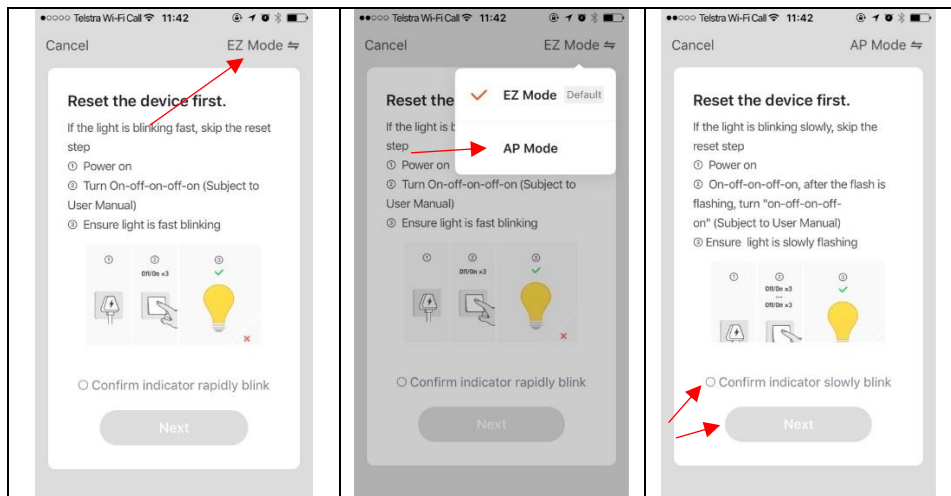 ●○○○○ Telstra Wi-Fi Call 11:42
Cancel
EZ Mode ⇋
Reset the device first.
If the light is blinking fast, skip the reset
step
① Power on
② Turn On-off-on-off-on (Subject to
User Manual)
③ Ensure light is fast blinking
① ② ③
Off/On x3
Confirm indicator rapidly blink
Next
●●○○○ Telstra Wi-Fi Call 11:42
Cancel
EZ Mode ⇋
EZ Mode Default
AP Mode
Reset the
If the light is b
step
① Power on
② Turn On-off-on-off-on (Subject to
User Manual)
③ Ensure light is fast blinking
① ② ③
Off/On x3
Confirm indicator rapidly blink
Next
●●○○○ Telstra Wi-Fi Call 11:42
Cancel
AP Mode ⇋
Reset the device first.
If the light is blinking slowly, skip the
reset step
① Power on
② On-off-on-off-on, after the flash is
flashing, turn "on-off-on-off-
on" (Subject to User Manual)
③ Ensure light is slowly flashing
① ② ③
Off/On x3
...
Off/On x3
Confirm indicator slowly blink
Next